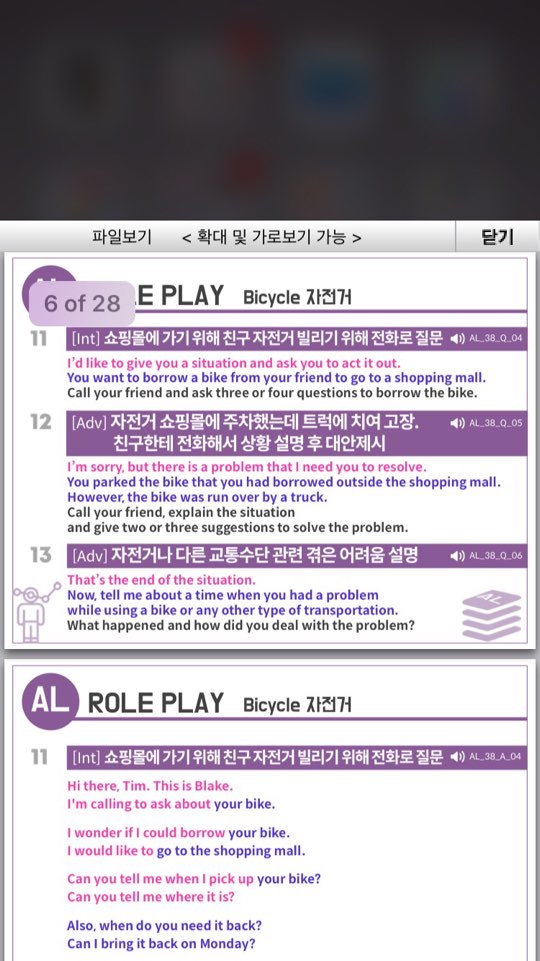 파일보기 < 확대 및 가로보기 가능 > 닫기
6 of 28
LE PLAY Bicycle 자전거
11 [Int] 쇼핑몰에 가기 위해 친구 자전거 빌리기 위해 전화로 질문 AL_38_Q_04
I'd like to give you a situation and ask you to act it out.
You want to borrow a bike from your friend to go to a shopping mall.
Call your friend and ask three or four questions to borrow the bike.
12 [Adv] 자전거 쇼핑몰에 주차했는데 트럭에 치여 고장. AL_38_Q_05
친구한테 전화해서 상황 설명 후 대안제시
I'm sorry, but there is a problem that I need you to resolve.
You parked the bike that you had borrowed outside the shopping mall.
However, the bike was run over by a truck.
Call your friend, explain the situation
and give two or three suggestions to solve the problem.
13 [Adv] 자전거나 다른 교통수단 관련 겪은 어려움 설명 AL_38_Q_06
That's the end of the situation.
Now, tell me about a time when you had a problem
while using a bike or any other type of transportation.
What happened and how did you deal with the problem?
AL
AL ROLE PLAY Bicycle 자전거
11 [Int] 쇼핑몰에 가기 위해 친구 자전거 빌리기 위해 전화로 질문 AL_38_A_04
Hi there, Tim. This is Blake.
I'm calling to ask about your bike.
I wonder if I could borrow your bike.
I would like to go to the shopping mall.
Can you tell me when I pick up your bike?
Can you tell me where it is?
Also, when do you need it back?
Can I bring it back on Monday?